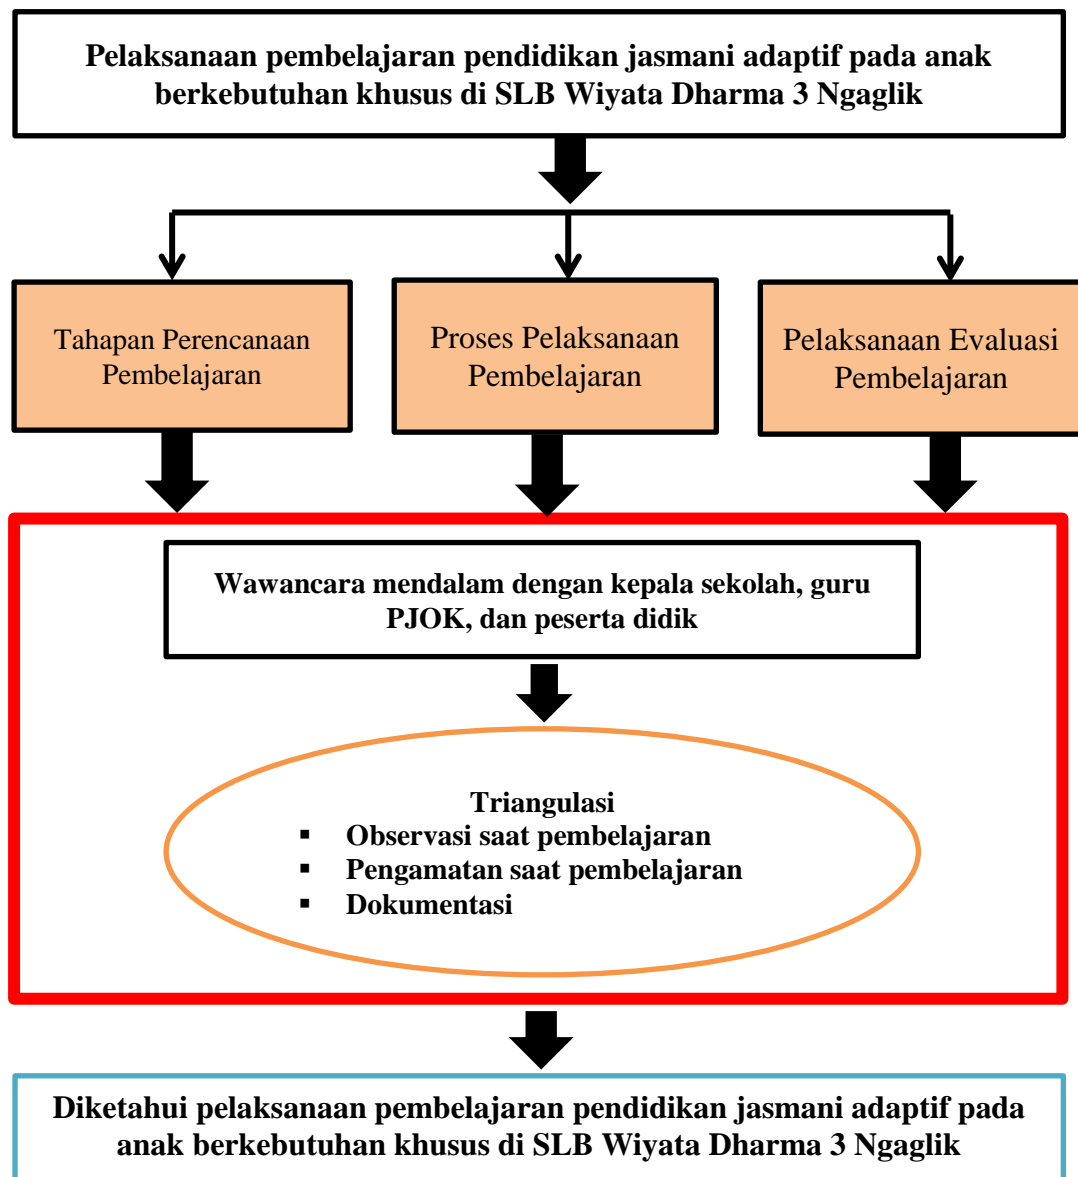 Pelaksanaan pembelajaran pendidikan jasmani adaptif pada anak
berkebutuhan khusus di SLB Wiyata Dharma 3 Ngaglik
Tahapan Perencanaan
Pembelajaran
Proses Pelaksanaan
Pembelajaran
Pelaksanaan Evaluasi
Pembelajaran
Wawancara mendalam dengan kepala sekolah, guru
PJOK, dan peserta didik
Triangulasi
▪ Observasi saat pembelajaran
▪ Pengamatan saat pembelajaran
▪ Dokumentasi
Diketahui pelaksanaan pembelajaran pendidikan jasmani adaptif pada
anak berkebutuhan khusus di SLB Wiyata Dharma 3 Ngaglik